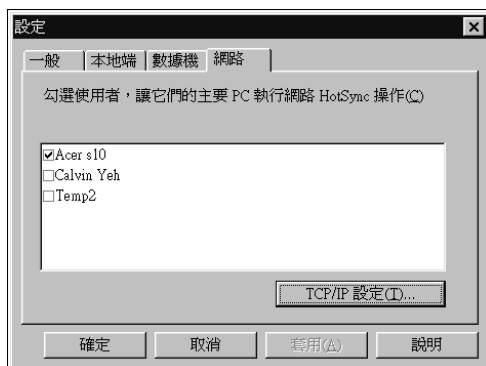 設定
一般 本地端 數據機 網路
勾選使用者，讓它們的主要 PC 執行網路 HotSync 操作(C)
Acer s10
Calvin Yeh
Temp2
TCP/IP 設定(T)...
確定 取消 套用(A) 說明